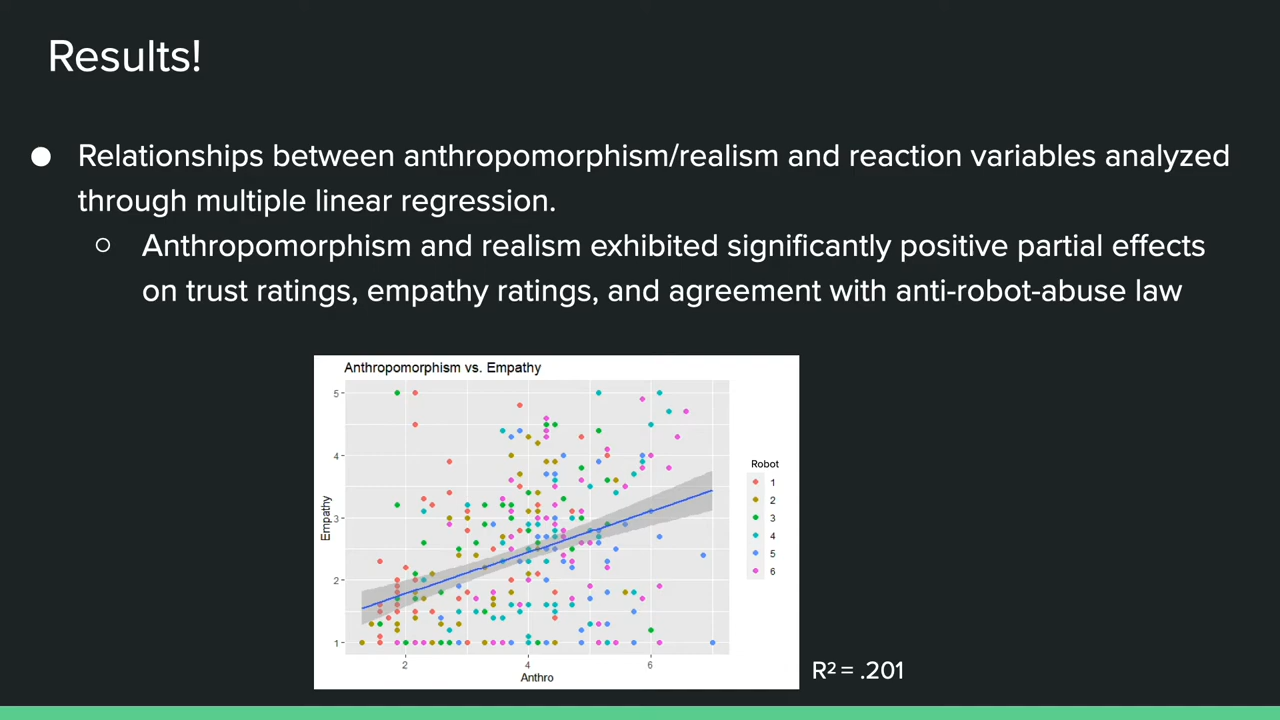 Results!
● Relationships between anthropomorphism/realism and reaction variables analyzed
through multiple linear regression.
○ Anthropomorphism and realism exhibited significantly positive partial effects
on trust ratings, empathy ratings, and agreement with anti-robot-abuse law
Anthropomorphism vs. Empathy
5
4
3
2
1
Empathy
2 4 6
Anthro
Robot
1
2
3
4
5
6
R² = .201